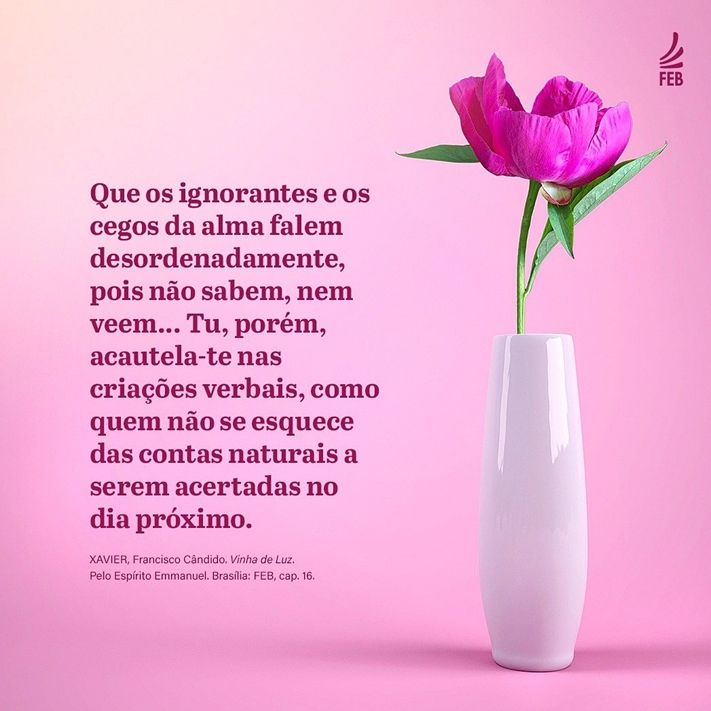 FEB
Que os ignorantes e os
cegos da alma falem
desordenadamente,
pois não sabem, nem
veem... Tu, porém,
acautela-te nas
criações verbais, como
quem não se esquece
das contas naturais a
serem acertadas no
dia próximo.
XAVIER, Francisco Cândido. Vinha de Luz.
Pelo Espírito Emmanuel. Brasília: FEB, cap. 16.